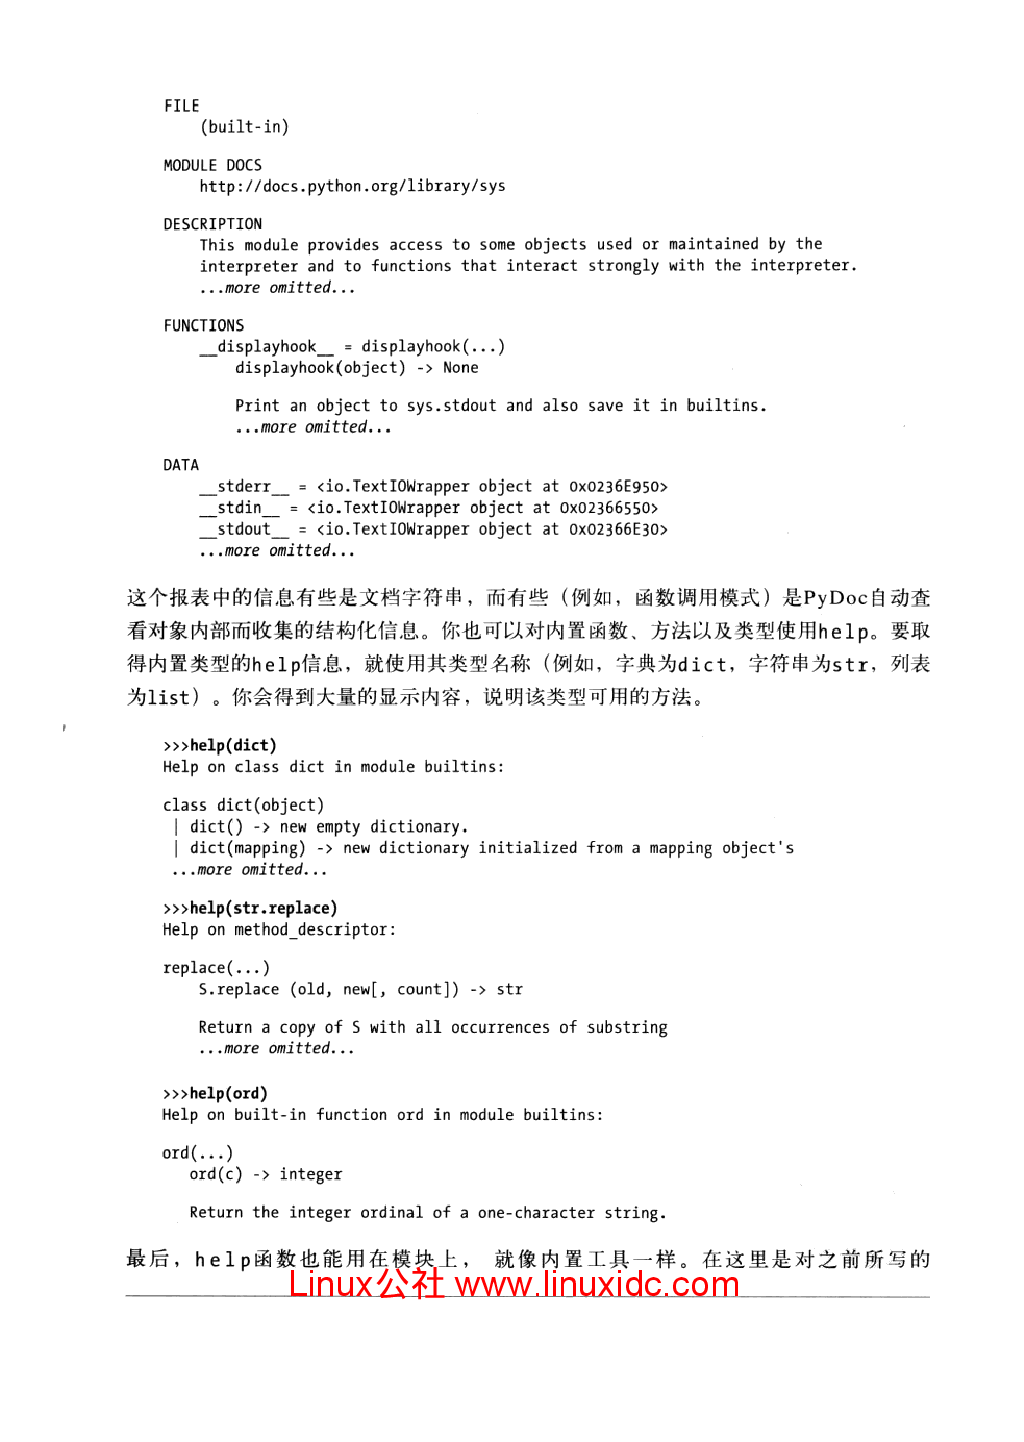 FILE
(built-in)
MODULE DOCS
http://docs.python.org/library/sys
DESCRIPTION
This module provides access to some objects used or maintained by the
interpreter and to functions that interact strongly with the interpreter.
...more omitted...
FUNCTIONS
__displayhook__ = displayhook(...)
displayhook(object) -> None
Print an object to sys.stdout and also save it in builtins.
...more omitted...
DATA
__stderr__ = <io.TextIOWrapper object at 0x0236E950>
__stdin__ = <io.TextIOWrapper object at 0x02366550>
__stdout__ = <io.TextIOWrapper object at 0x02366E30>
...more omitted...
这个报表中的信息有些是文档字符串，而有些（例如，函数调用模式）是PyDoc自动查
看对象内部而收集的结构化信息。你也可以对内置函数、方法以及类型使用help。要取
得内置类型的help信息，就使用其类型名称（例如，字典为dict，字符串为str，列表
为list）。你会得到大量的显示内容，说明该类型可用的方法。
>>>help(dict)
Help on class dict in module builtins:
class dict(object)
| dict() -> new empty dictionary.
| dict(mapping) -> new dictionary initialized from a mapping object's
...more omitted...
>>>help(str.replace)
Help on method_descriptor:
replace(...)
S.replace (old, new[, count]) -> str
Return a copy of S with all occurrences of substring
...more omitted...
>>>help(ord)
Help on built-in function ord in module builtins:
ord(...)
ord(c) -> integer
Return the integer ordinal of a one-character string.
最后，help函数也能用在模块上， 就像内置工具一样。在这里是对之前所写的
Linux公社 www.linuxidc.com